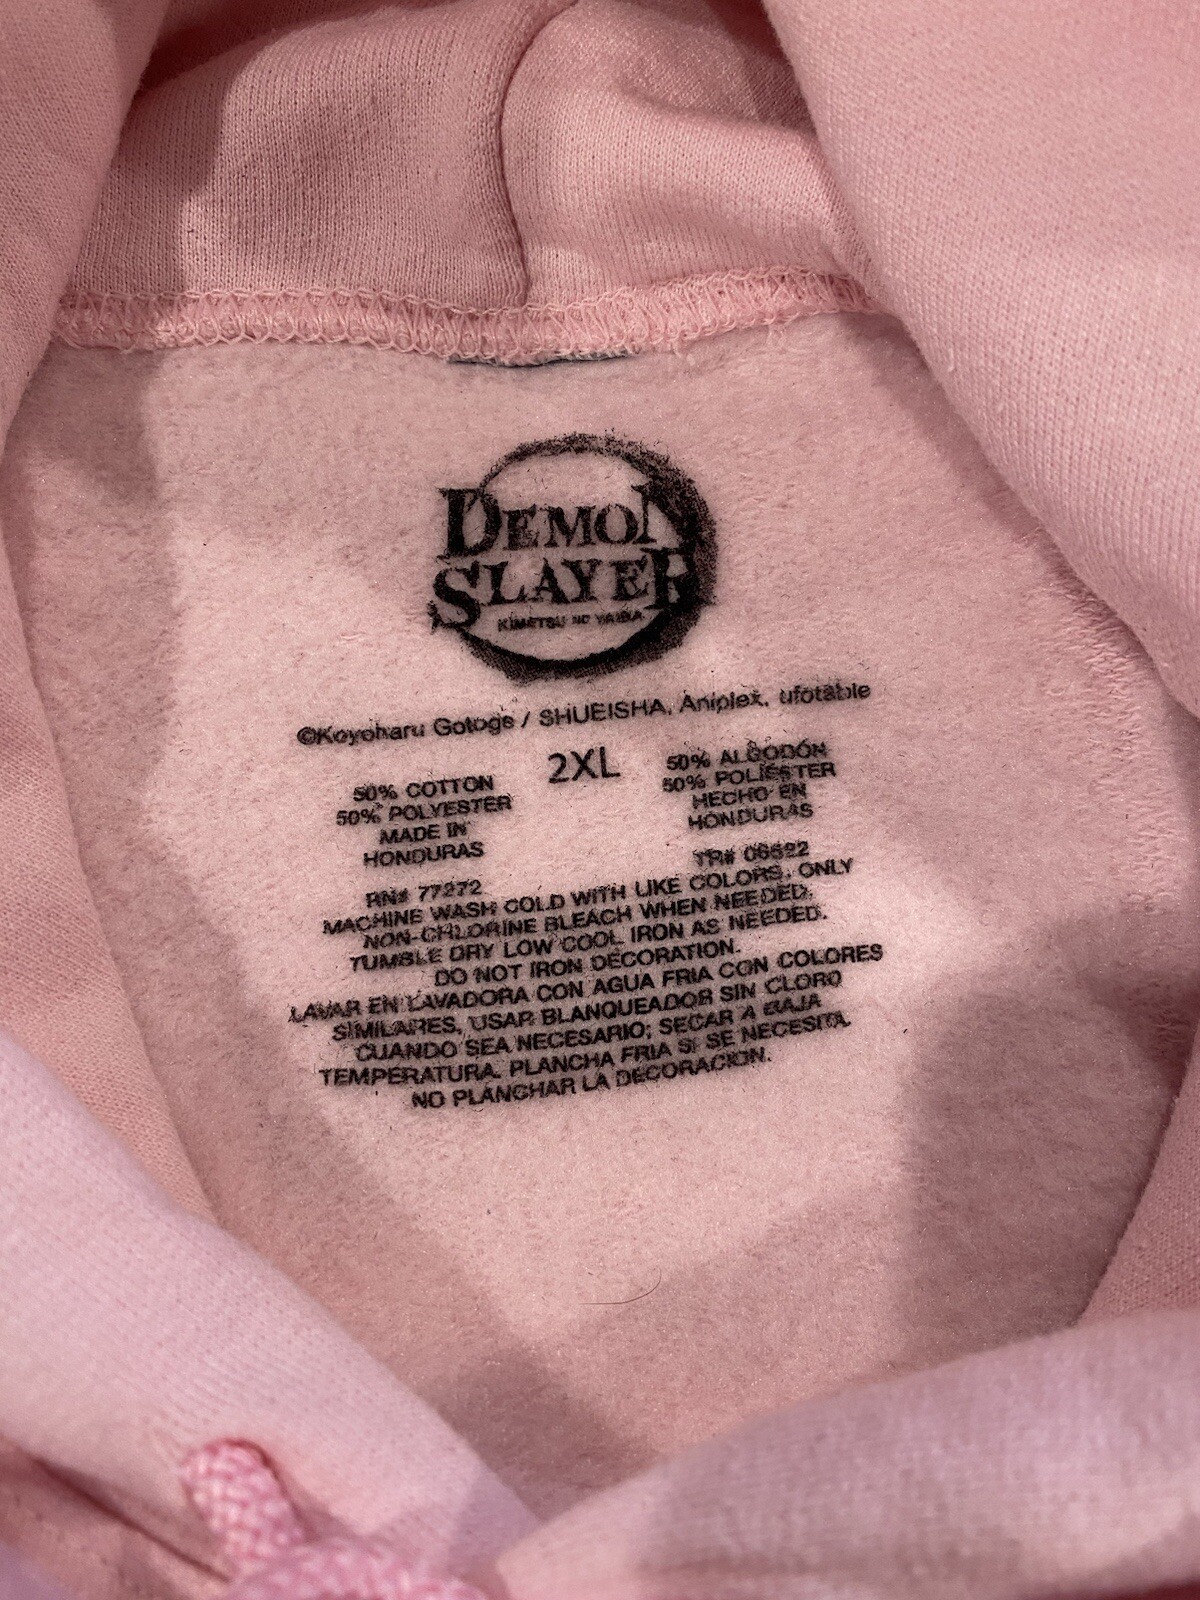 DEMON
SLAYER
KIMETSU NO YAIBA
©Koyoharu Gotoge / SHUEISHA, Aniplex, ufotable
2XL
50% COTTON
50% POLYESTER
MADE IN
HONDURAS
50% ALGODÓN
50% POLIÉSTER
HECHO EN
HONDURAS
RN# 77272
TR# 06622
MACHINE WASH COLD WITH LIKE COLORS, ONLY
NON-CHLORINE BLEACH WHEN NEEDED.
TUMBLE DRY LOW COOL IRON AS NEEDED.
DO NOT IRON DECORATION.
LAVAR EN LAVADORA CON AGUA FRIA CON COLORES
SIMILARES, USAR BLANQUEADOR SIN CLORO
CUANDO SEA NECESARIO; SECAR A BAJA
TEMPERATURA. PLANCHA FRIA SI SE NECESITA.
NO PLANCHAR LA DECORACION.